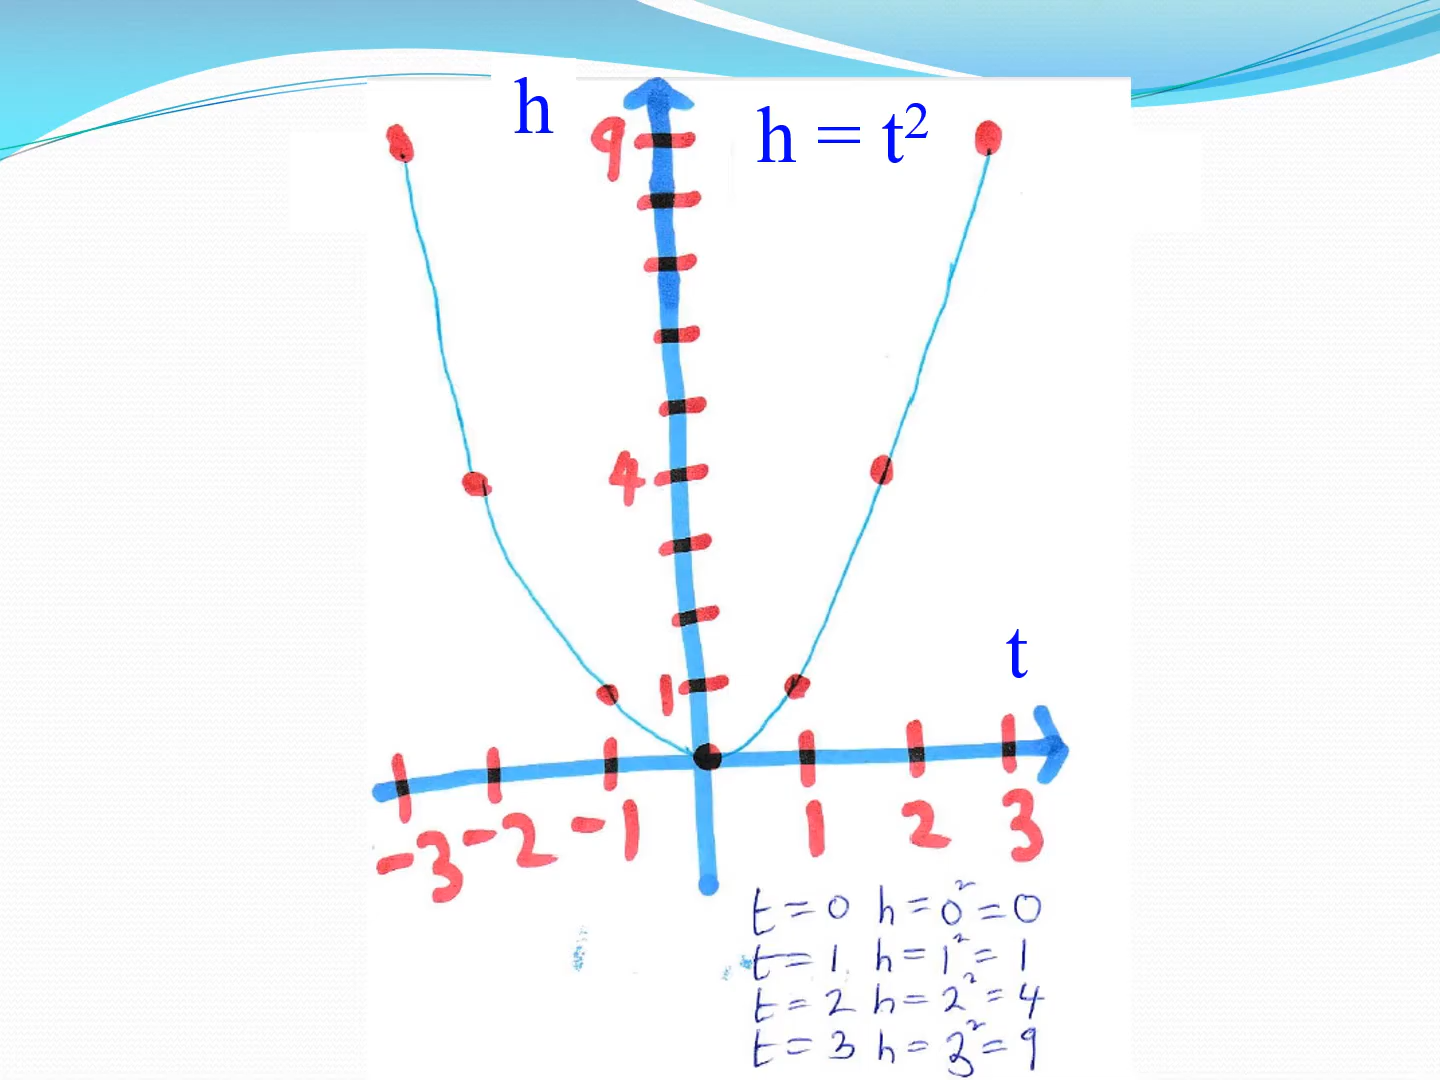 h
h = t²
9
4
1
t
-3 -2 -1 1 2 3
t = 0 h = 0² = 0
t = 1 h = 1² = 1
t = 2 h = 2² = 4
t = 3 h = 3² = 9